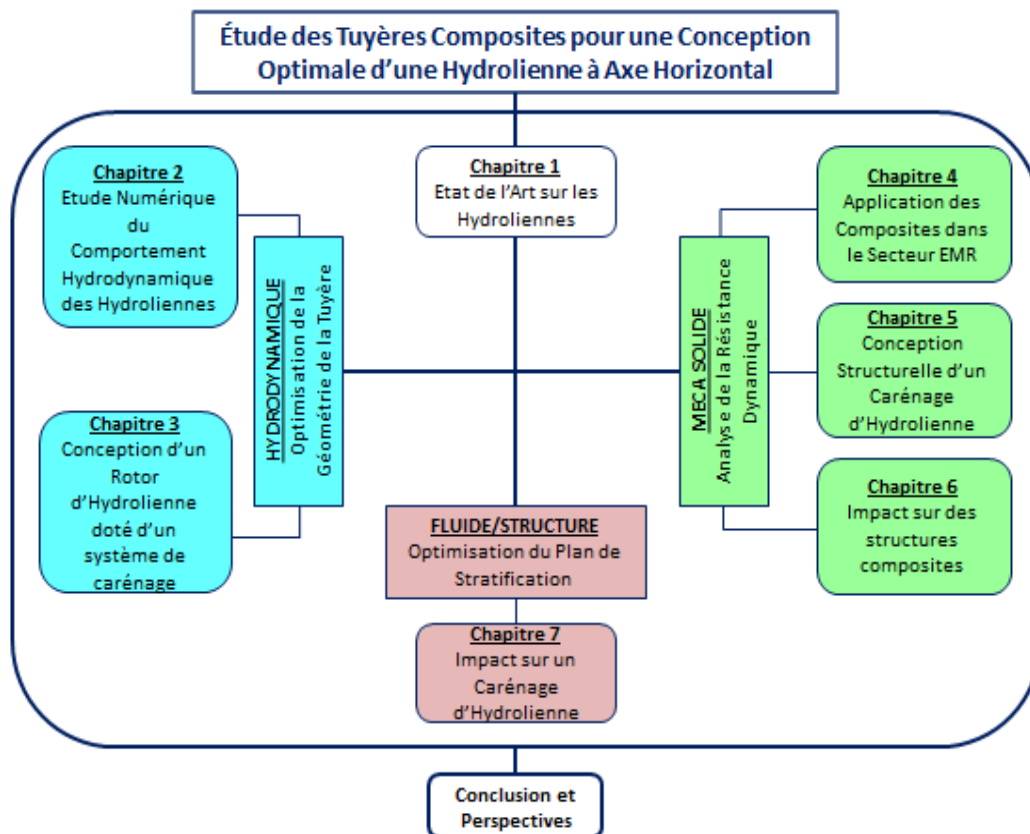 Étude des Tuyères Composites pour une Conception
Optimale d'une Hydrolienne à Axe Horizontal
Chapitre 1
Etat de l'Art sur les
Hydroliennes
Chapitre 2
Etude Numérique
du
Comportement
Hydrodynamique
des Hydroliennes
Chapitre 3
Conception d'un
Rotor
d'Hydrolienne
doté d'un
système de
carénage
HYDRODYNAMIQUE
Optimisation de la
Géométrie de la Tuyère
MECA SOLIDE
Analyse de la Résistance
Dynamique
Chapitre 4
Application des
Composites dans
le Secteur EMR
Chapitre 5
Conception
Structurelle d'un
Carénage
d'Hydrolienne
Chapitre 6
Impact sur des
structures
composites
FLUIDE/STRUCTURE
Optimisation du Plan de
Stratification
Chapitre 7
Impact sur un
Carénage
d'Hydrolienne
Conclusion et
Perspectives